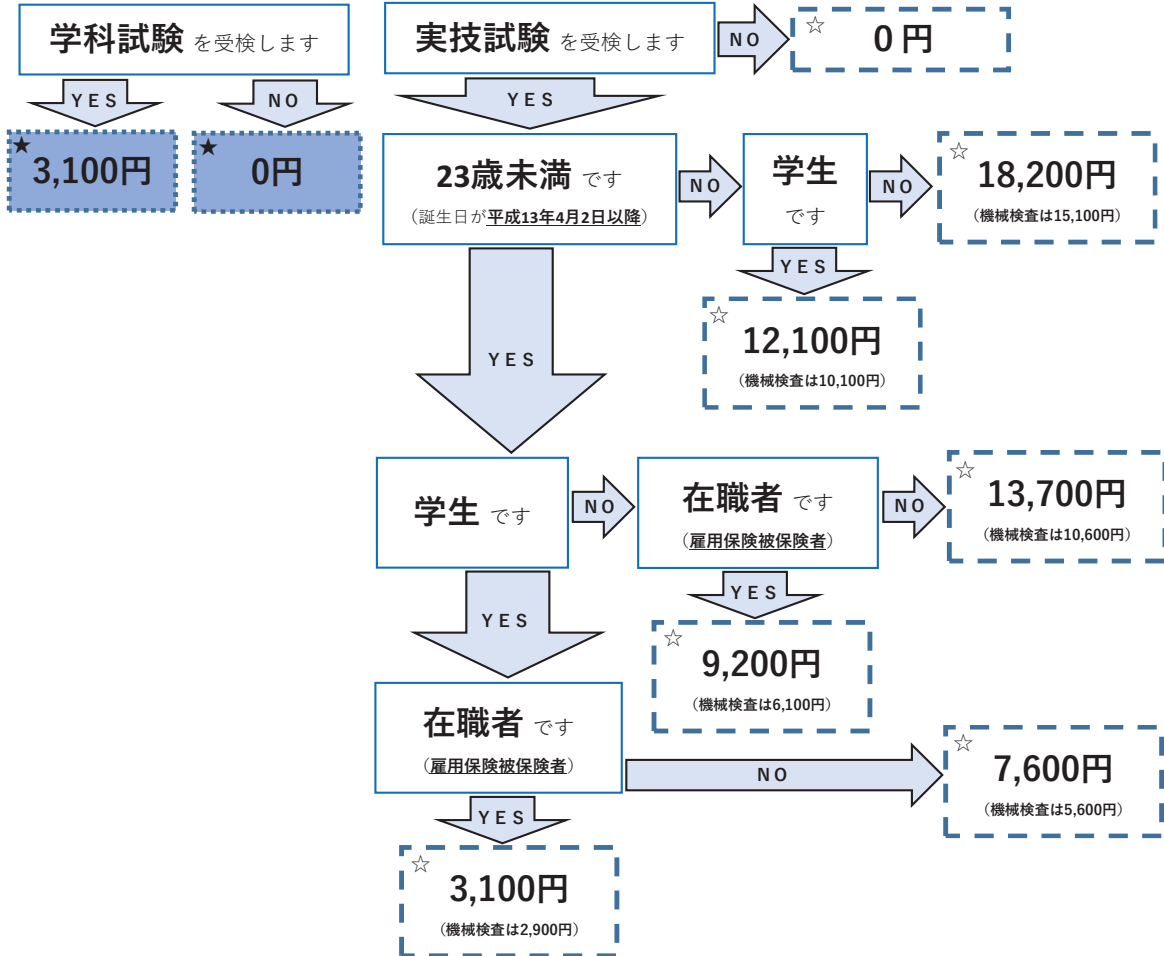 学科試験 を受検します
YES
NO
★
3,100円
★
0円
実技試験 を受検します
NO
☆
0円
YES
23歳未満 です
（誕生日が平成13年4月2日以降）
NO
学生
です
NO
☆
18,200円
（機械検査は15,100円）
YES
☆
12,100円
（機械検査は10,100円）
YES
学生 です
NO
在職者 です
（雇用保険被保険者）
NO
☆
13,700円
（機械検査は10,600円）
YES
☆
9,200円
（機械検査は6,100円）
YES
在職者 です
（雇用保険被保険者）
NO
☆
7,600円
（機械検査は5,600円）
YES
☆
3,100円
（機械検査は2,900円）